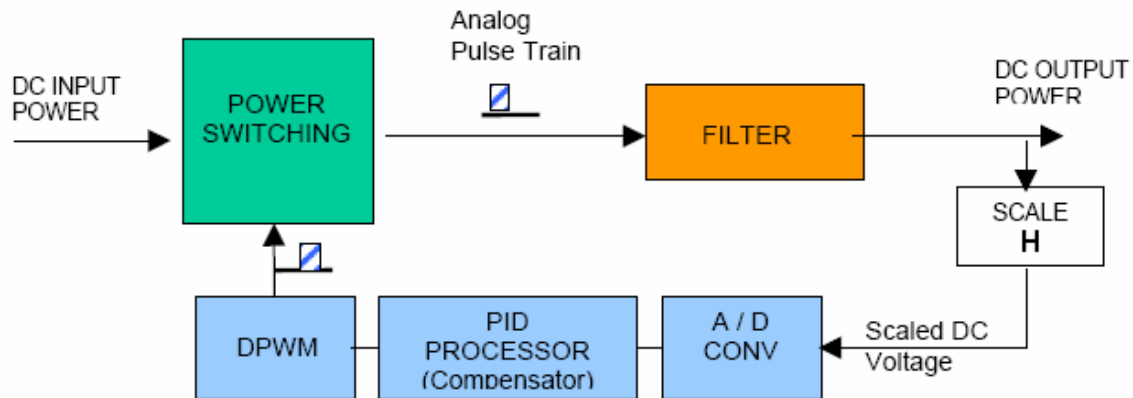 Analog
Pulse Train
DC INPUT
POWER
POWER
SWITCHING
FILTER
DC OUTPUT
POWER
SCALE
H
DPWM
PID
PROCESSOR
(Compensator)
A / D
CONV
Scaled DC
Voltage